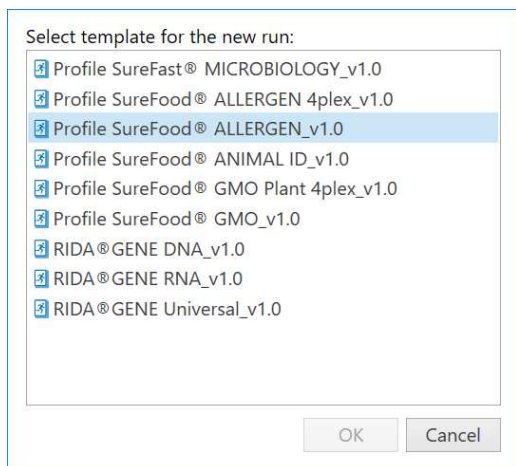 Select template for the new run:
Profile SureFast® MICROBIOLOGY_v1.0
Profile SureFood® ALLERGEN 4plex_v1.0
Profile SureFood® ALLERGEN_v1.0
Profile SureFood® ANIMAL ID_v1.0
Profile SureFood® GMO Plant 4plex_v1.0
Profile SureFood® GMO_v1.0
RIDA®GENE DNA_v1.0
RIDA®GENE RNA_v1.0
RIDA®GENE Universal_v1.0
OK Cancel